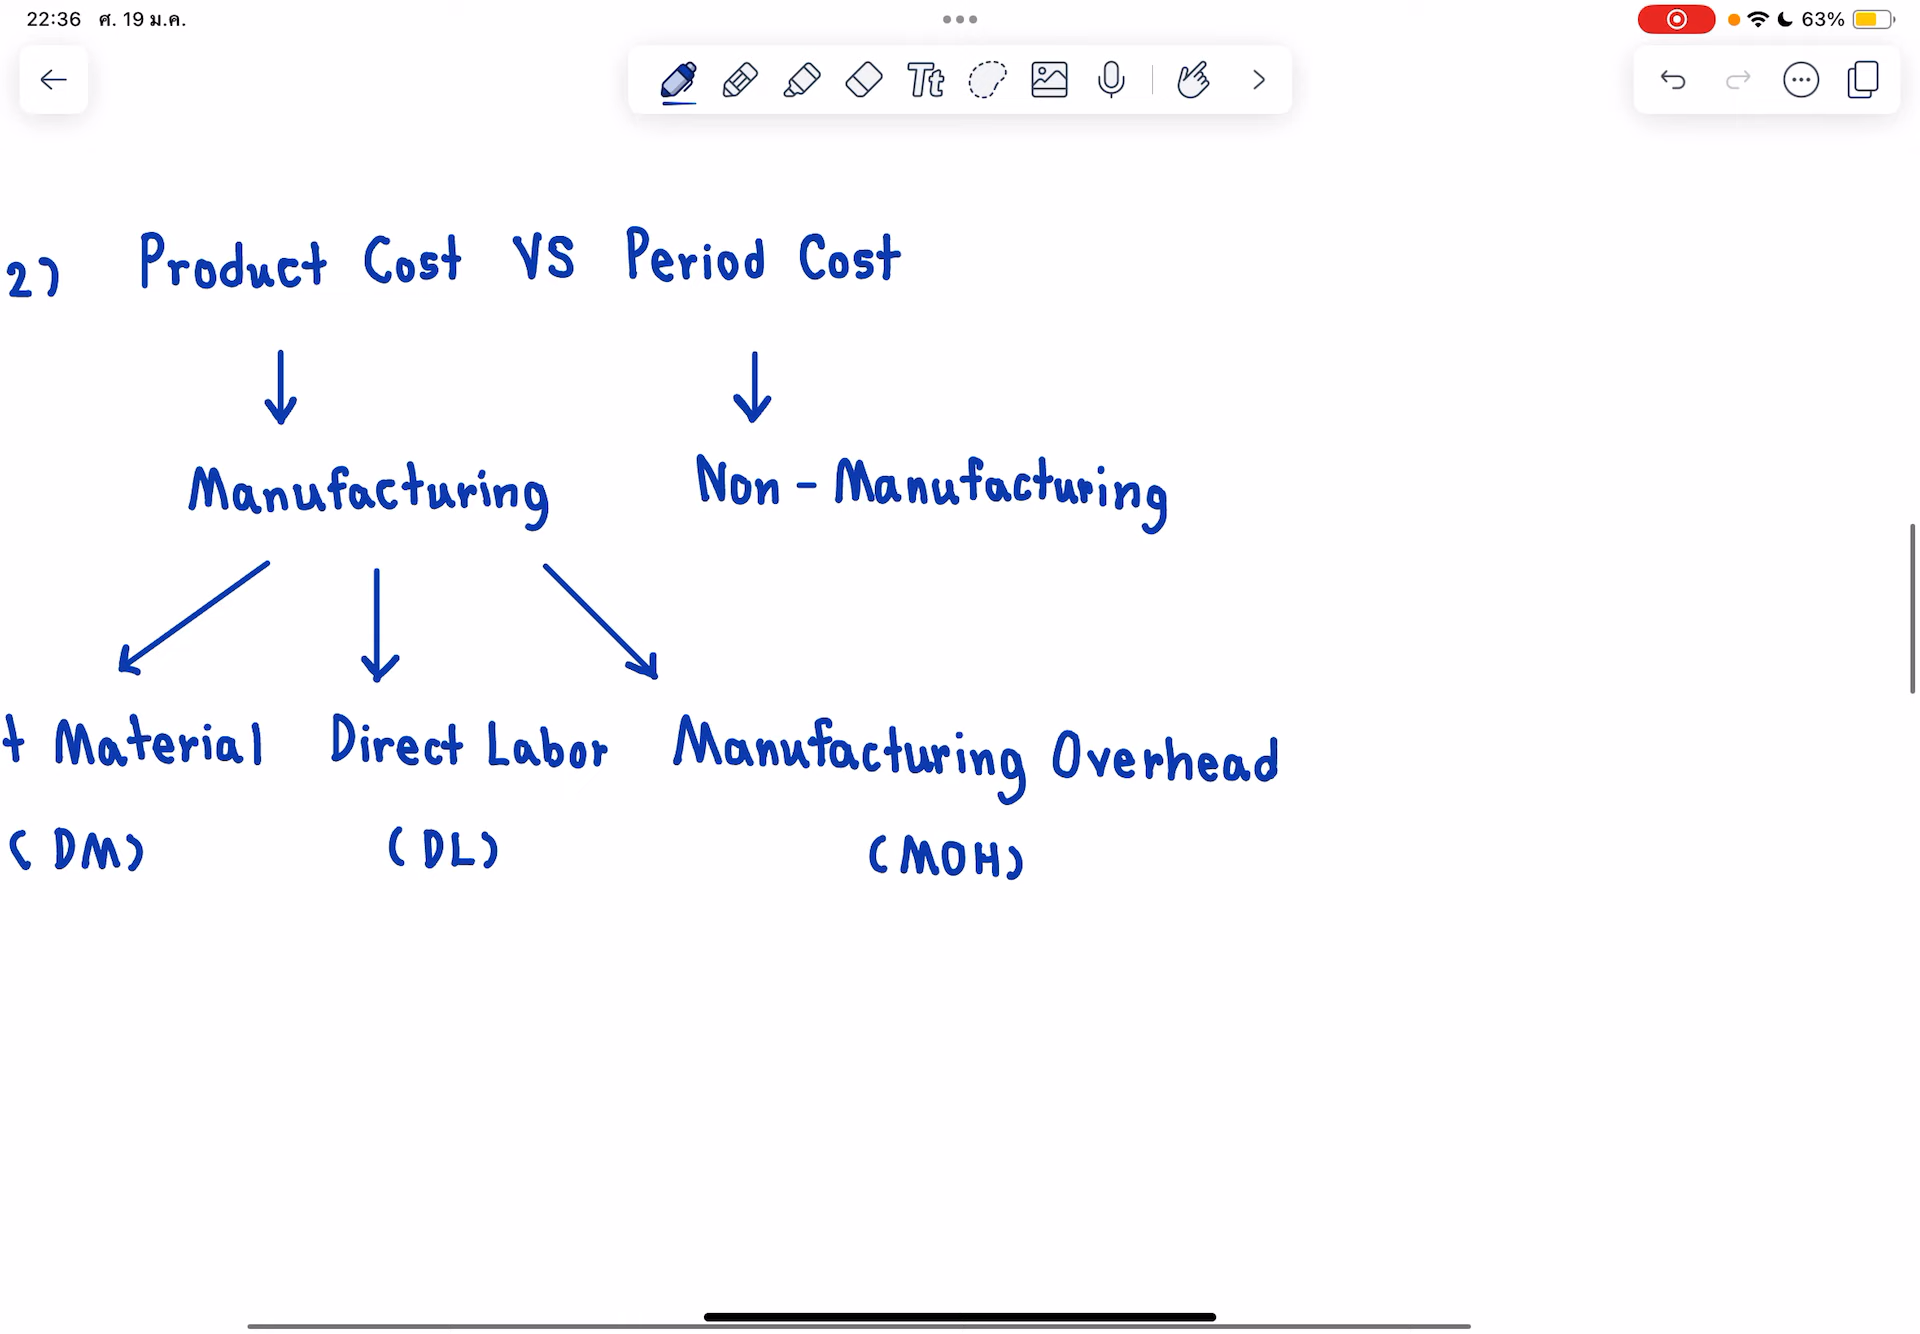 22:36 ศ. 19 ม.ค.
63%
Tt
2) Product Cost VS Period Cost
Manufacturing Non - Manufacturing
t Material Direct Labor Manufacturing Overhead
(DM) (DL) (MOH)